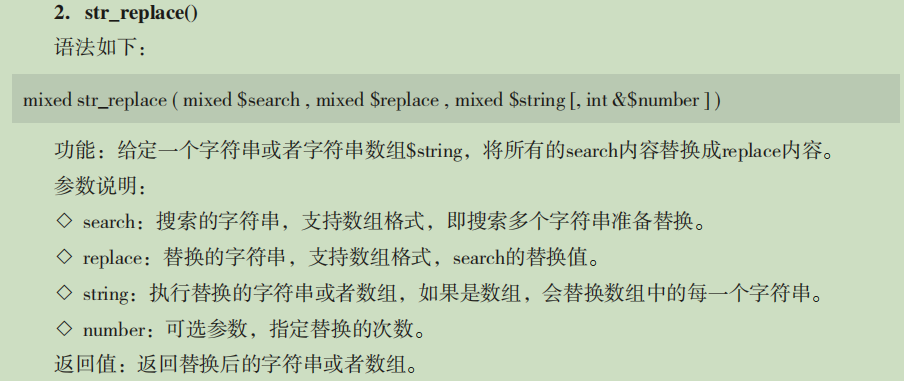 2. str_replace()
语法如下：
mixed str_replace ( mixed $search , mixed $replace , mixed $string [, int &$number ] )
功能：给定一个字符串或者字符串数组$string，将所有的search内容替换成replace内容。
参数说明：
◇ search：搜索的字符串，支持数组格式，即搜索多个字符串准备替换。
◇ replace：替换的字符串，支持数组格式，search的替换值。
◇ string：执行替换的字符串或者数组，如果是数组，会替换数组中的每一个字符串。
◇ number：可选参数，指定替换的次数。
返回值：返回替换后的字符串或者数组。